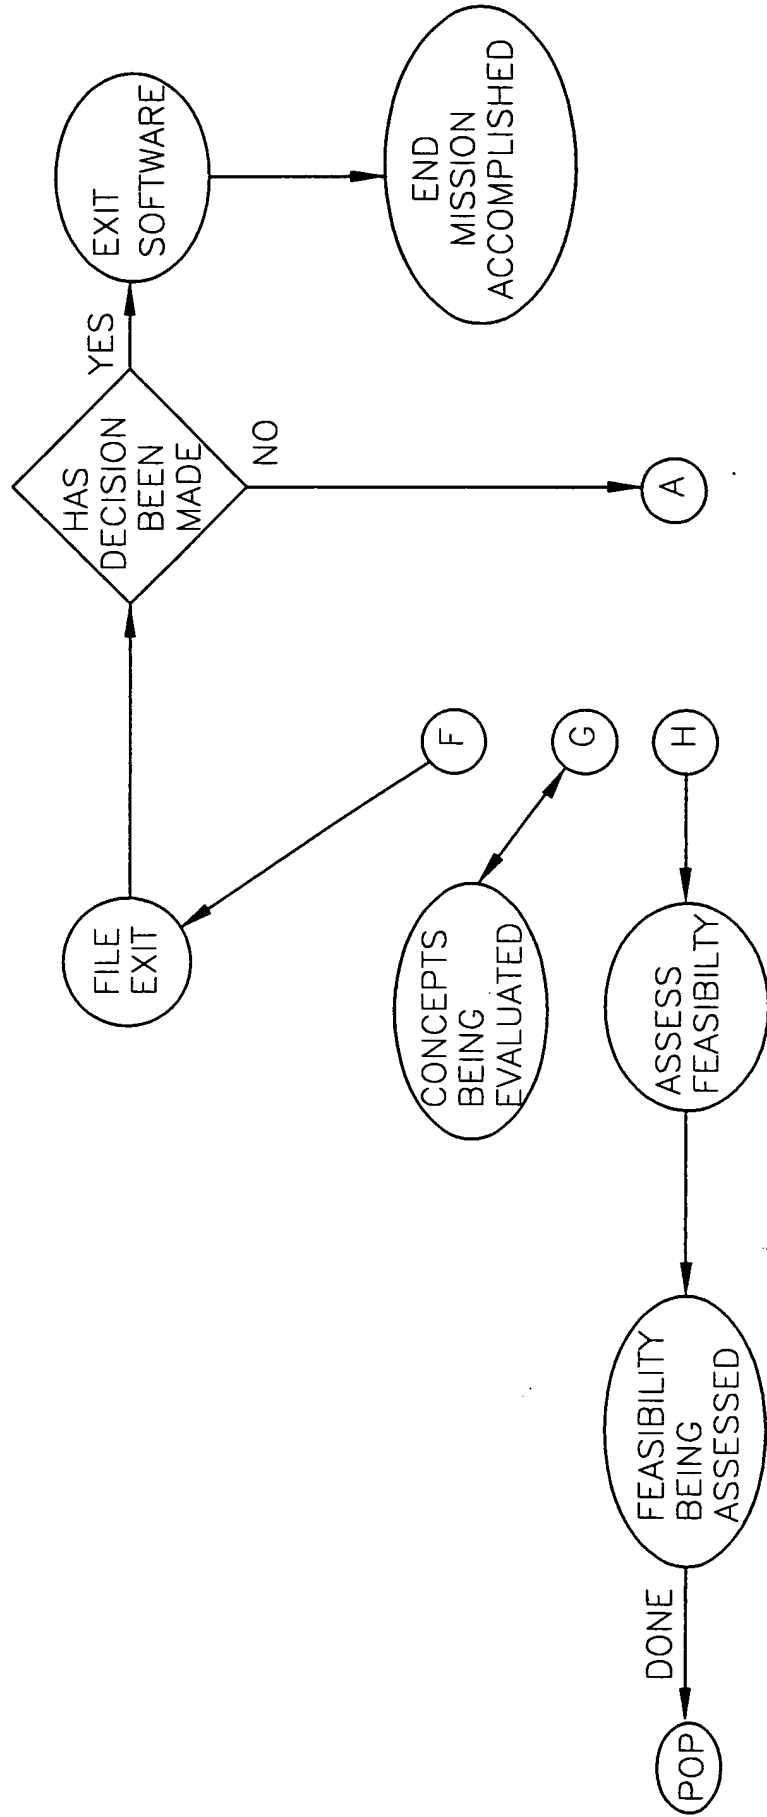 FILE
EXIT
HAS
DECISION
BEEN
MADE
YES
NO
EXIT
SOFTWARE
END
MISSION
ACCOMPLISHED
A
F
CONCEPTS
BEING
EVALUATED
G
H
ASSESS
FEASIBILTY
FEASIBILITY
BEING
ASSESSED
DONE
POP